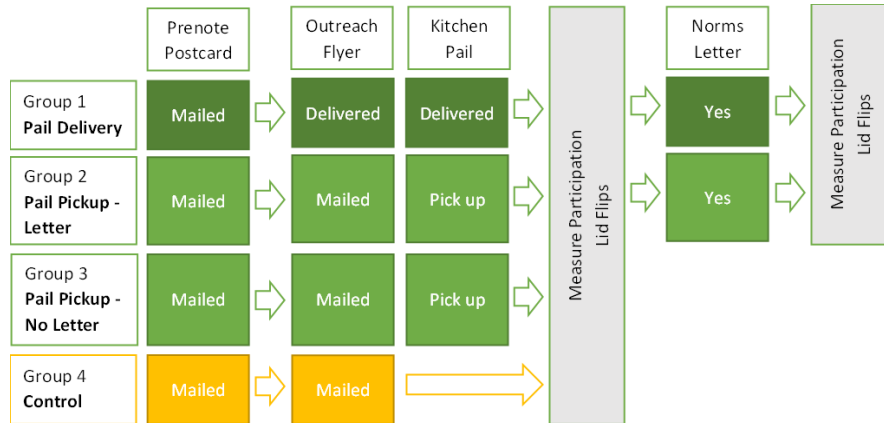 Prenote
Postcard
Outreach
Flyer
Kitchen
Pail
Norms
Letter
Measure Participation
Lid Flips
Measure Participation
Lid Flips
Group 1
Pail Delivery
Mailed
Delivered
Delivered
Yes
Group 2
Pail Pickup -
Letter
Mailed
Mailed
Pick up
Yes
Group 3
Pail Pickup -
No Letter
Mailed
Mailed
Pick up
Group 4
Control
Mailed
Mailed